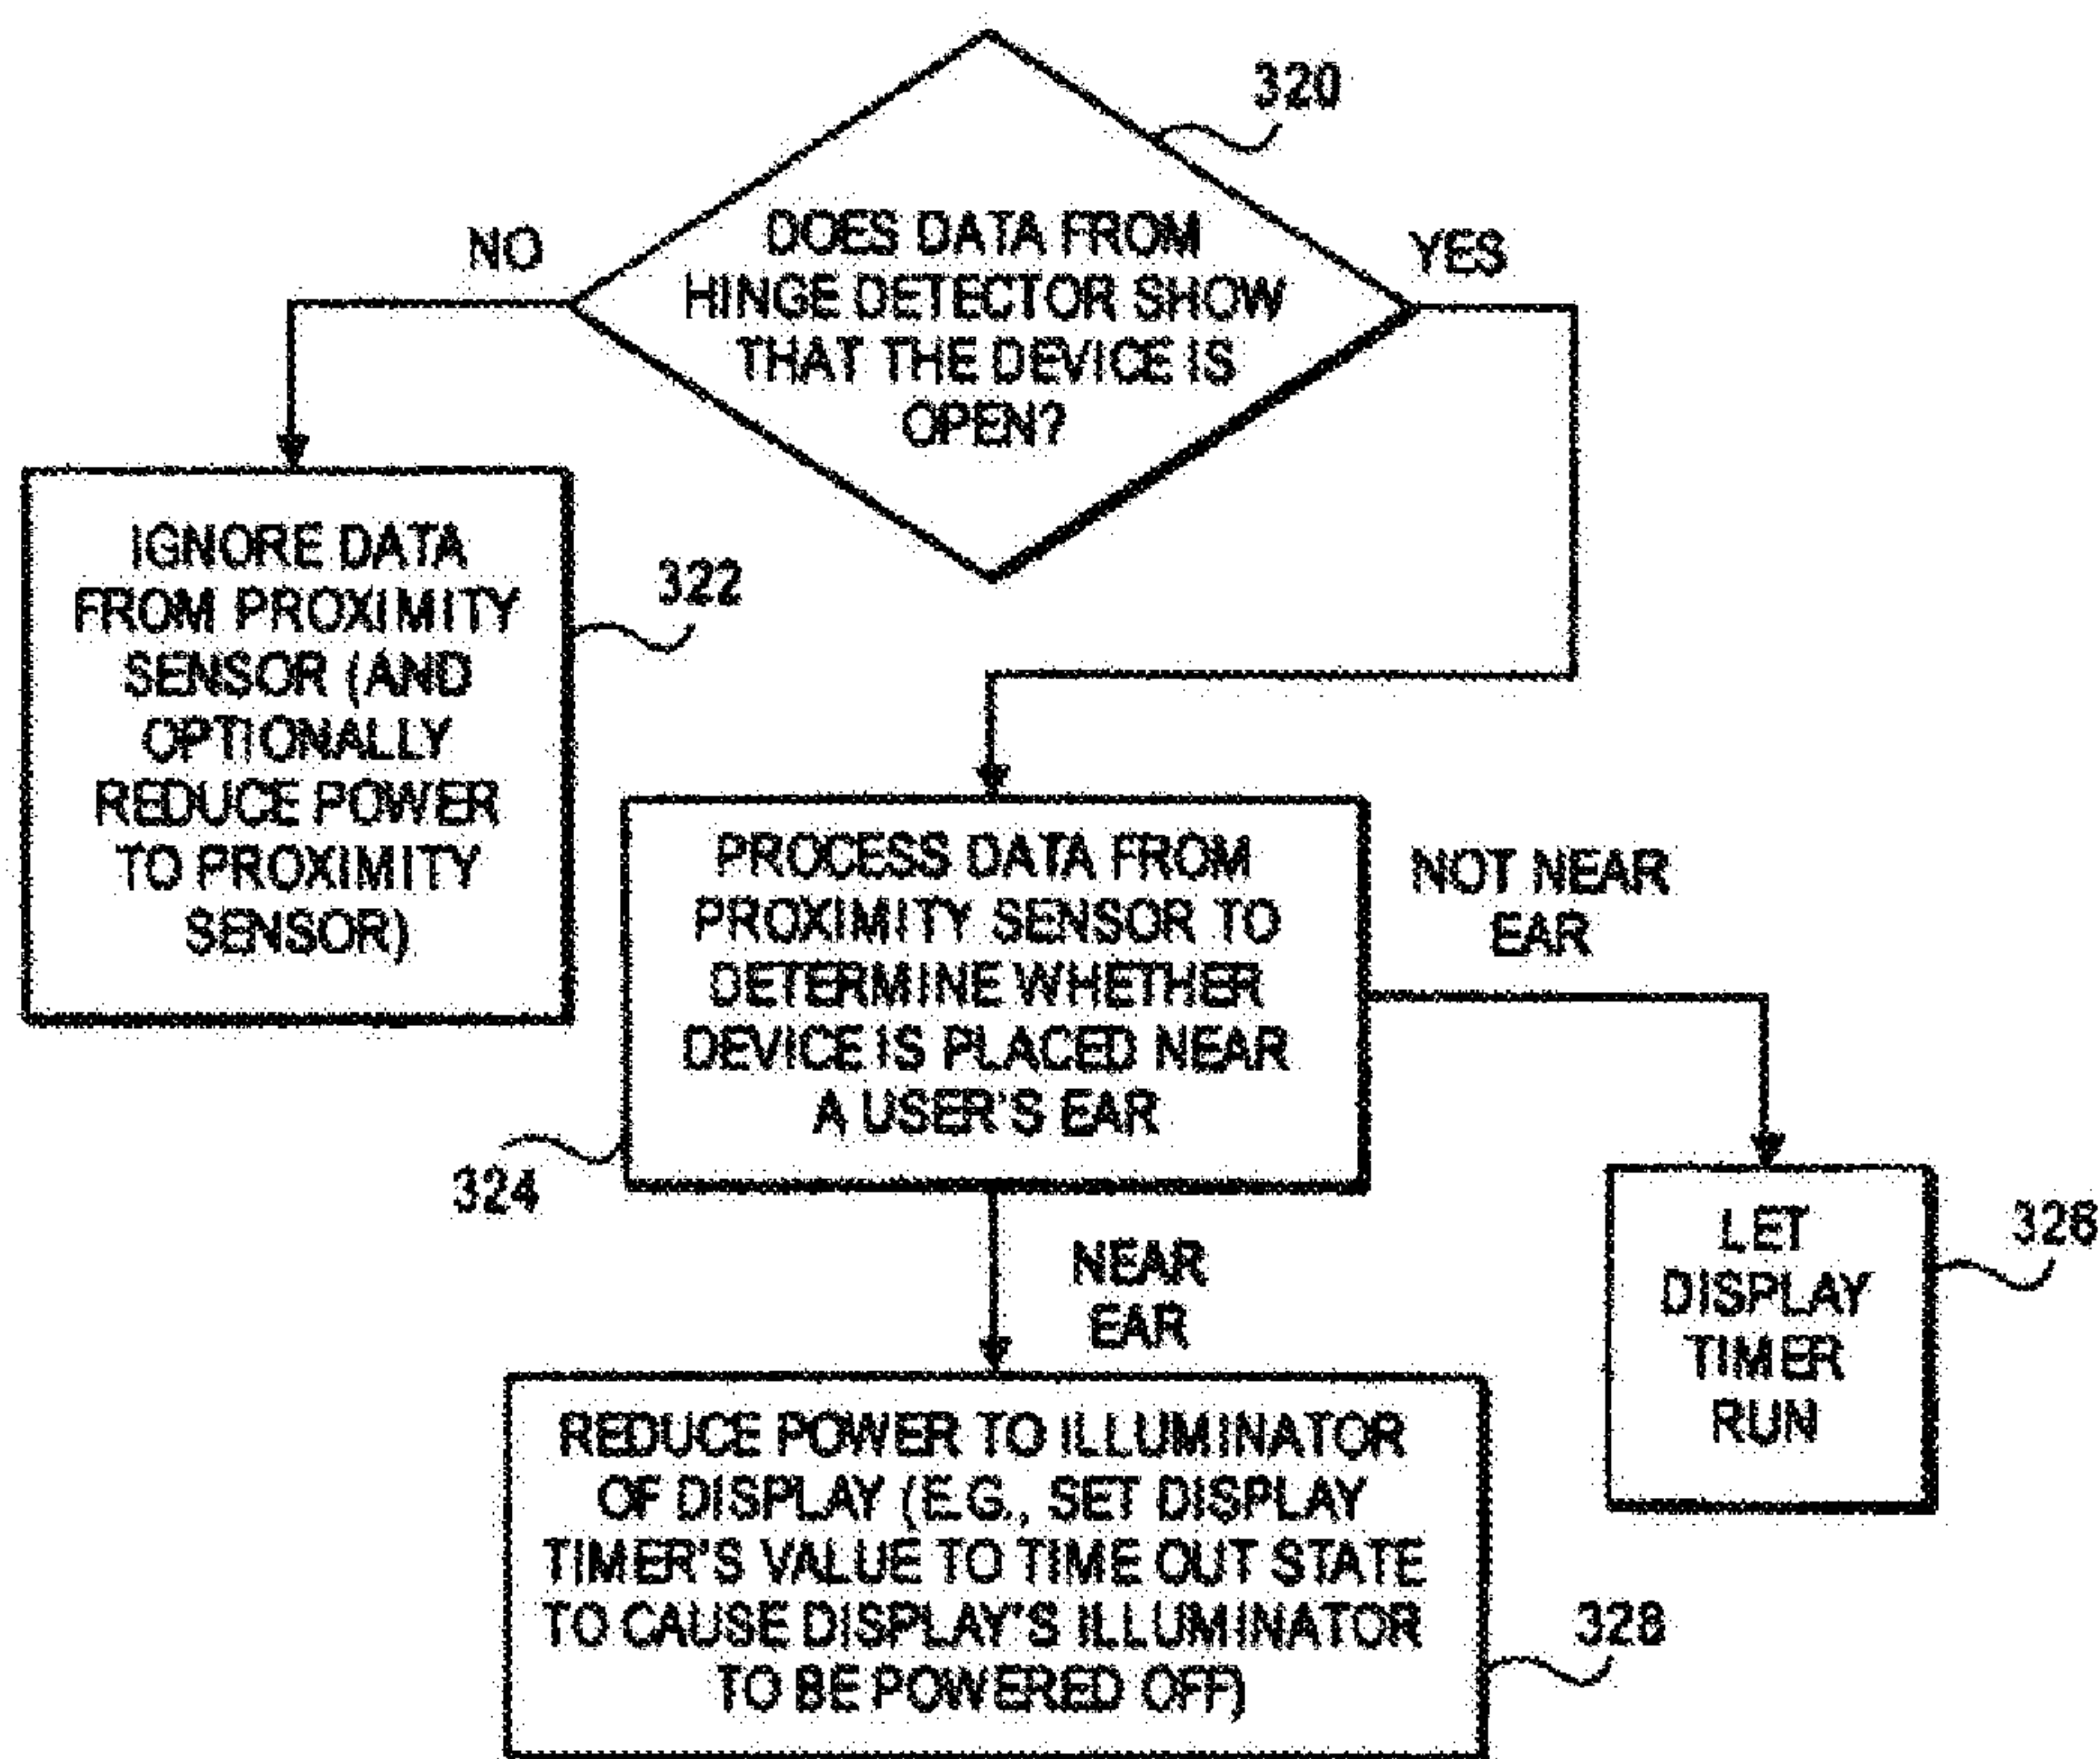 320
DOES DATA FROM
HINGE DETECTOR SHOW
THAT THE DEVICE IS
OPEN?
NO
YES
IGNORE DATA
FROM PROXIMITY
SENSOR (AND
OPTIONALLY
REDUCE POWER
TO PROXIMITY
SENSOR)
322
PROCESS DATA FROM
PROXIMITY SENSOR TO
DETERMINE WHETHER
DEVICE IS PLACED NEAR
A USER'S EAR
324
NOT NEAR
EAR
NEAR
EAR
LET
DISPLAY
TIMER
RUN
REDUCE POWER TO ILLUMINATOR
OF DISPLAY (E.G., SET DISPLAY
TIMER'S VALUE TO TIME OUT STATE
TO CAUSE DISPLAY'S ILLUMINATOR
TO BE POWERED OFF)